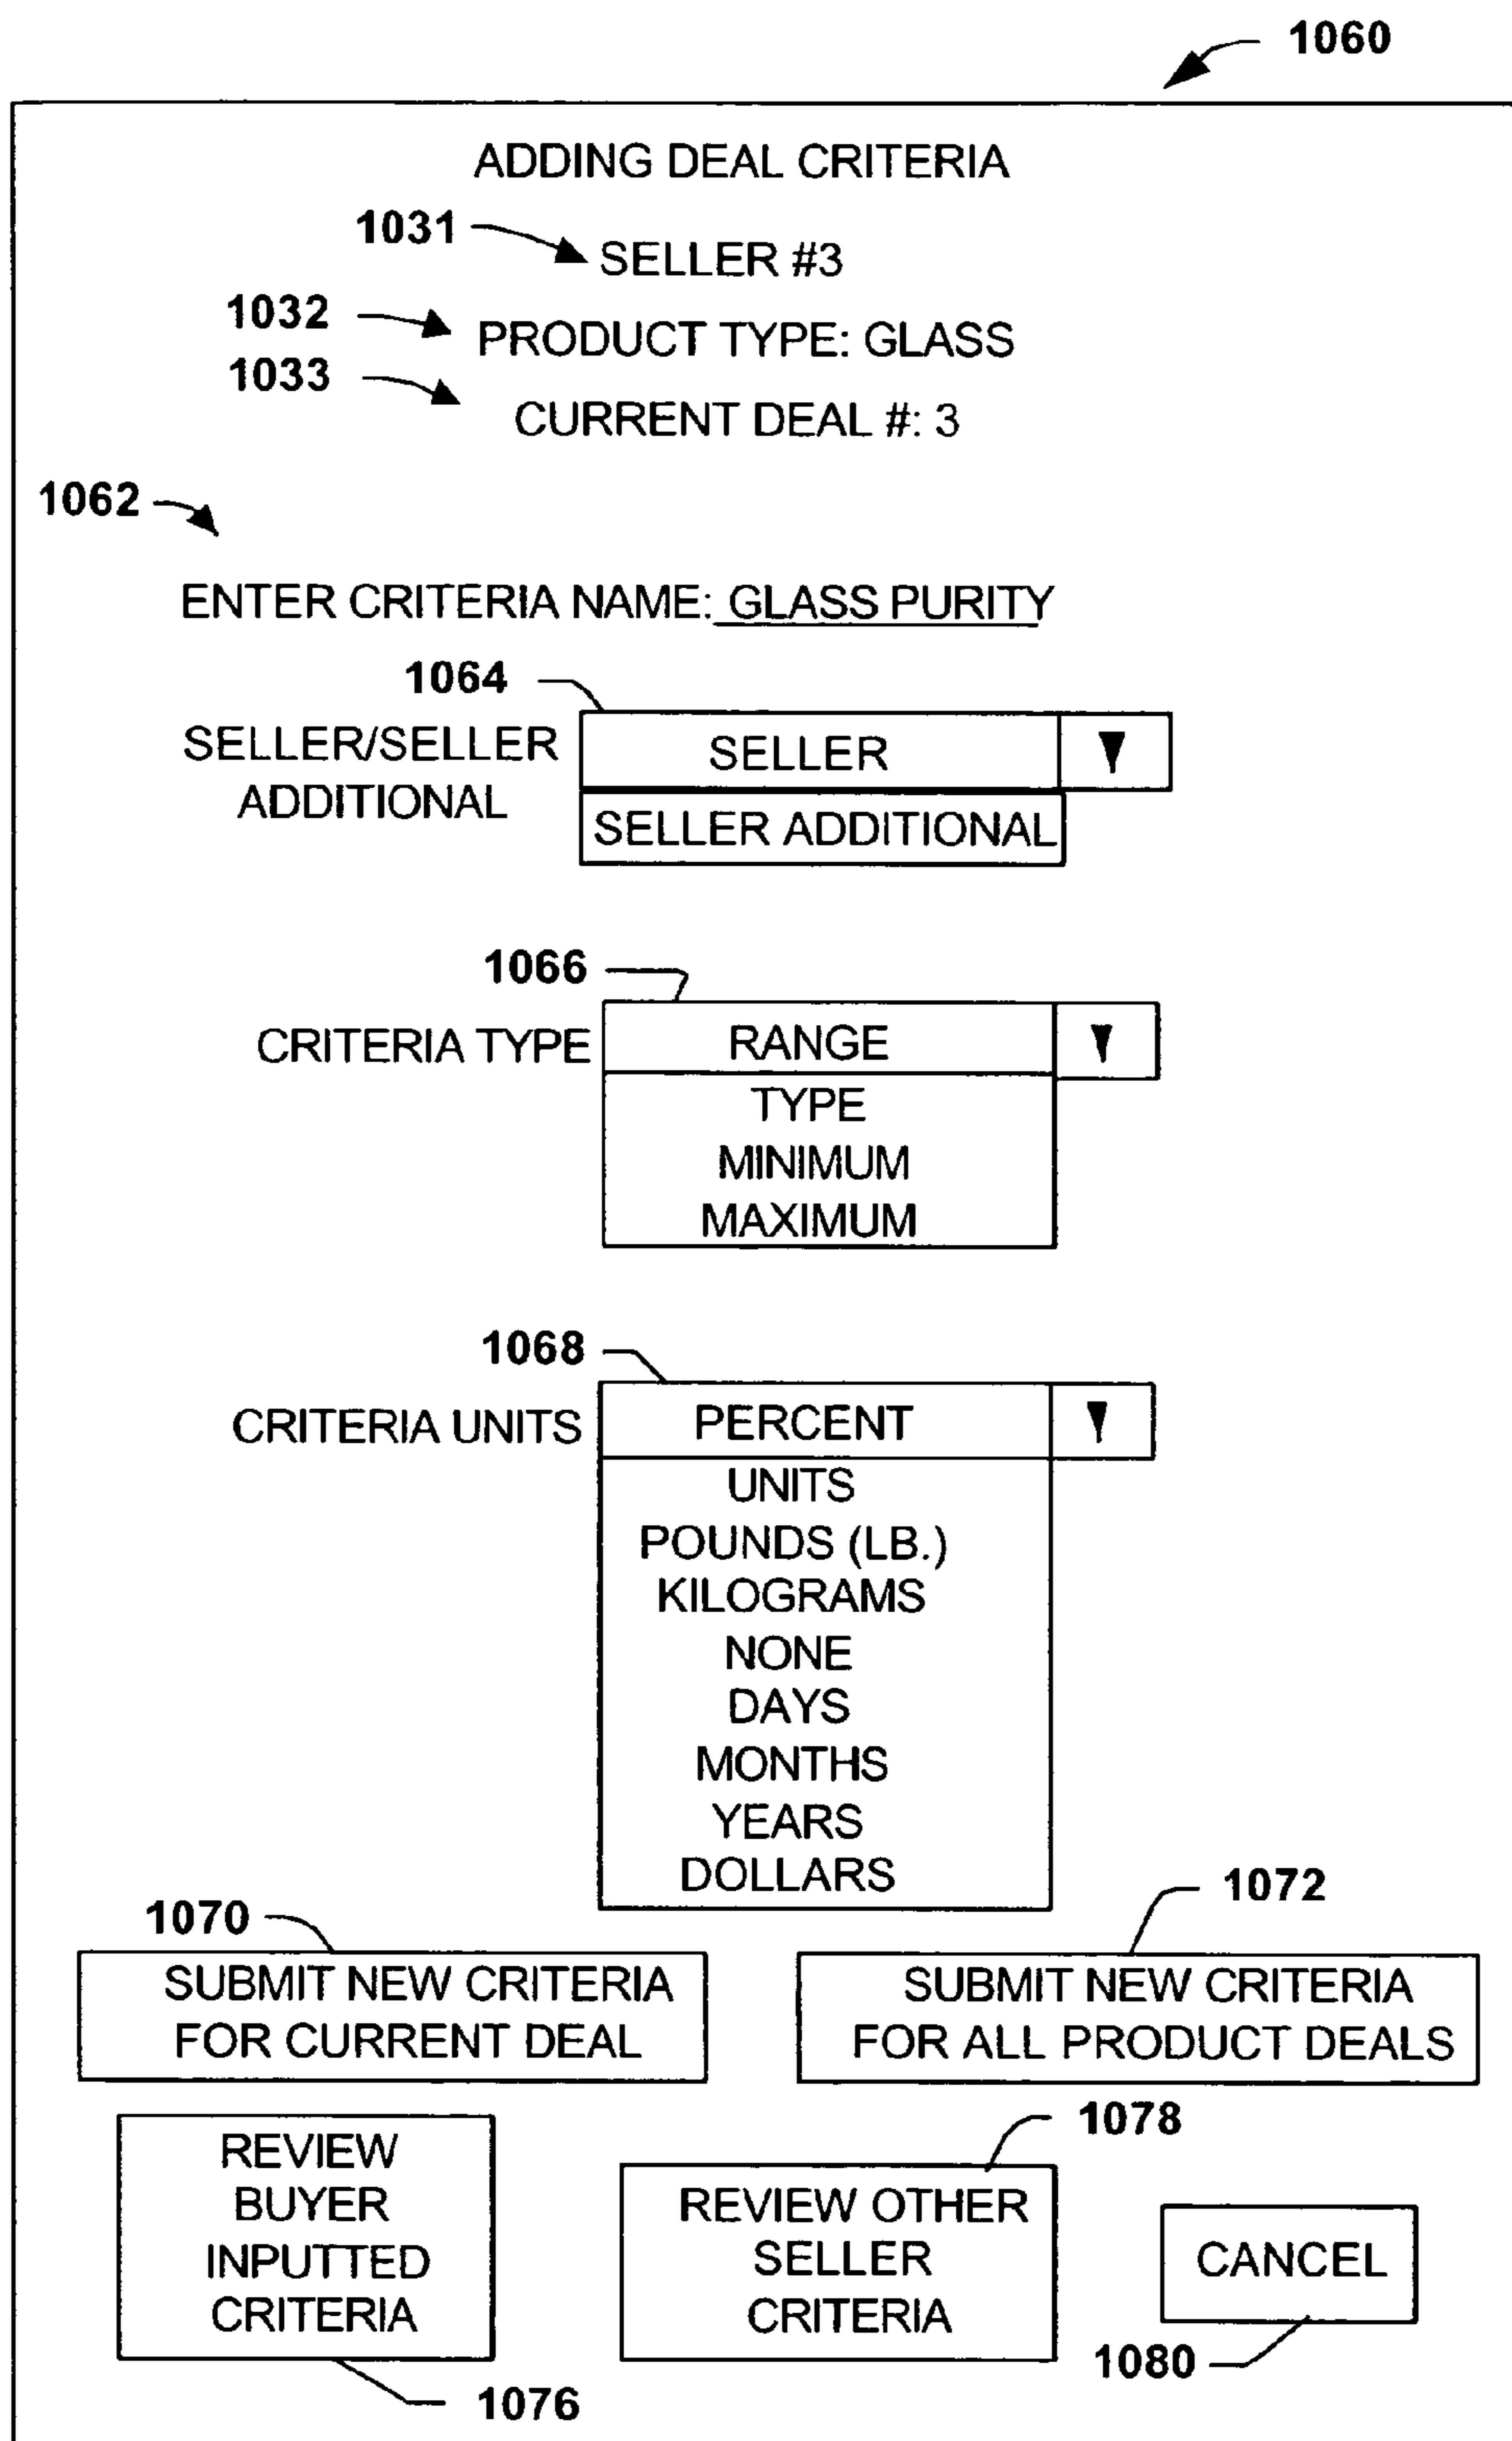 1060
ADDING DEAL CRITERIA
1031
SELLER #3
1032
PRODUCT TYPE: GLASS
1033
CURRENT DEAL #: 3
1062
ENTER CRITERIA NAME: GLASS PURITY
1064
SELLER/SELLER
ADDITIONAL
SELLER
SELLER ADDITIONAL
1066
CRITERIA TYPE
RANGE
TYPE
MINIMUM
MAXIMUM
1068
CRITERIA UNITS
PERCENT
UNITS
POUNDS (LB.)
KILOGRAMS
NONE
DAYS
MONTHS
YEARS
DOLLARS
1070
SUBMIT NEW CRITERIA
FOR CURRENT DEAL
1072
SUBMIT NEW CRITERIA
FOR ALL PRODUCT DEALS
REVIEW
BUYER
INPUTTED
CRITERIA
1076
1078
REVIEW OTHER
SELLER
CRITERIA
CANCEL
1080